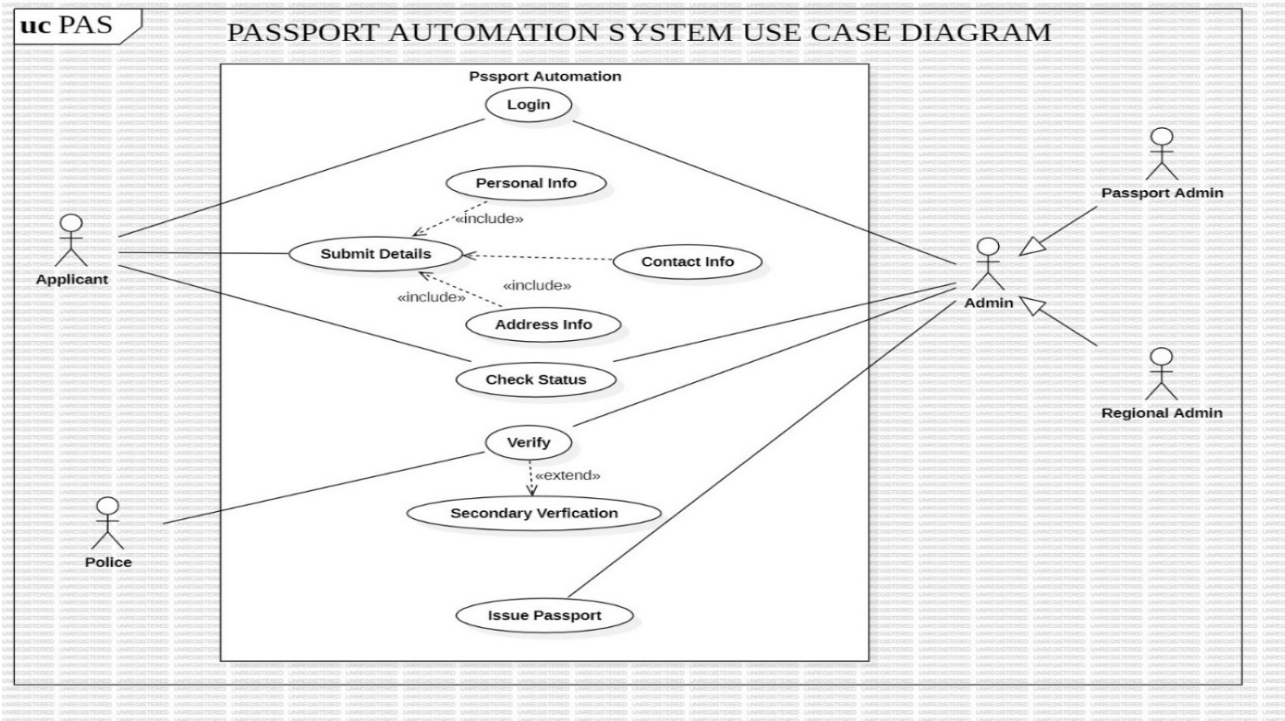 uc PAS
PASSPORT AUTOMATION SYSTEM USE CASE DIAGRAM
Pssport Automation
Login
Personal Info
Passport Admin
«include»
Submit Details
Contact Info
Applicant
«include»
«include»
Admin
Address Info
Check Status
Regional Admin
Verify
«extend»
Secondary Verfication
Police
Issue Passport
UNREGISTERED